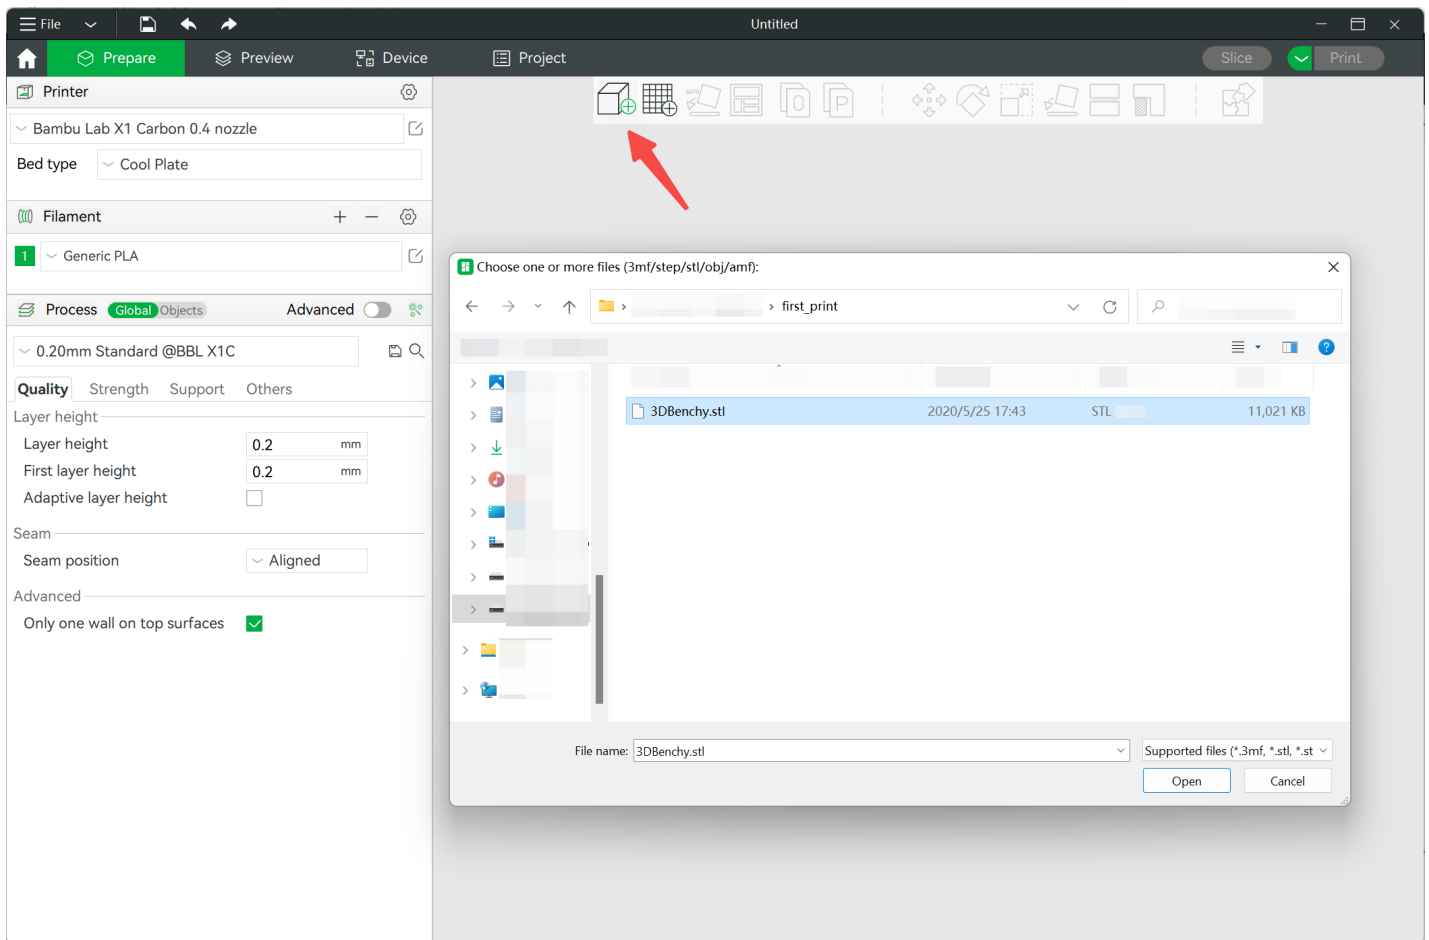 File
Untitled
Prepare
Preview
Device
Project
Slice
Print
Printer
Bambu Lab X1 Carbon 0.4 nozzle
Bed type
Cool Plate
Filament
1
Generic PLA
Process
Global
Objects
Advanced
0.20mm Standard @BBL X1C
Quality
Strength
Support
Others
Layer height
Layer height
0.2
mm
First layer height
0.2
mm
Adaptive layer height
Seam
Seam position
Aligned
Advanced
Only one wall on top surfaces
AUTO
O
P
Choose one or more files (3mf/step/stl/obj/amf):
first_print
3DBenchy.stl
2020/5/25 17:43
STL
11,021 KB
File name:
3DBenchy.stl
Supported files (*.3mf, *.stl, *.st
Open
Cancel